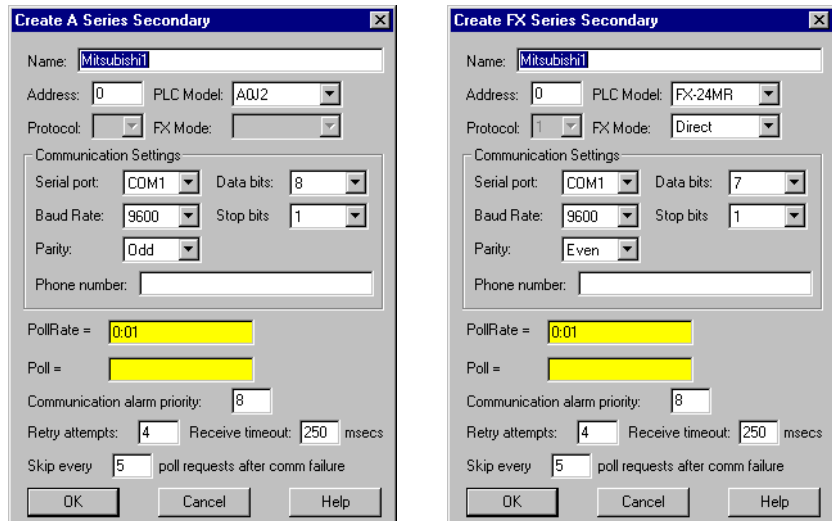 Create A Series Secondary
Name: Mitsubishi1
Address: 0 PLC Model: A0J2
Protocol: FX Mode:
Communication Settings
Serial port: COM1 Data bits: 8
Baud Rate: 9600 Stop bits 1
Parity: Odd
Phone number:
PollRate = 0:01
Poll =
Communication alarm priority: 8
Retry attempts: 4 Receive timeout: 250 msecs
Skip every 5 poll requests after comm failure
OK Cancel Help
Create FX Series Secondary
Name: Mitsubishi1
Address: 0 PLC Model: FX-24MR
Protocol: 1 FX Mode: Direct
Communication Settings
Serial port: COM1 Data bits: 7
Baud Rate: 9600 Stop bits 1
Parity: Even
Phone number:
PollRate = 0:01
Poll =
Communication alarm priority: 8
Retry attempts: 4 Receive timeout: 250 msecs
Skip every 5 poll requests after comm failure
OK Cancel Help